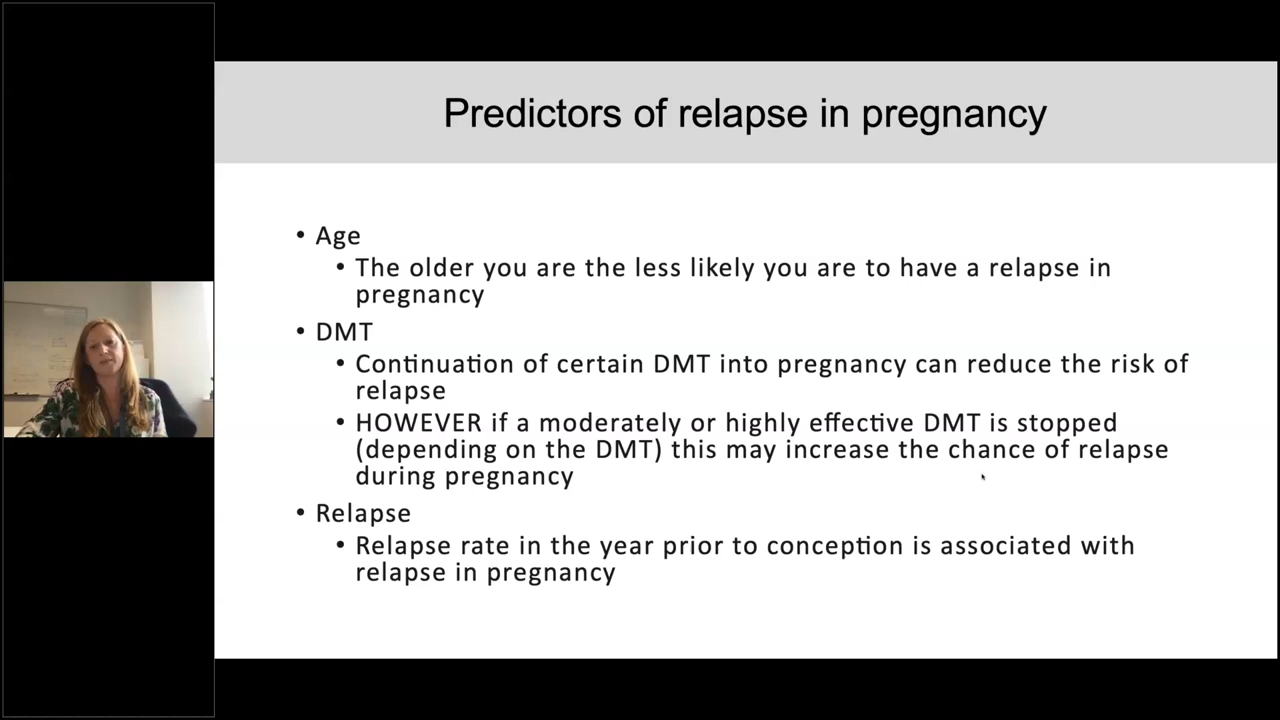 Predictors of relapse in pregnancy
• Age
• The older you are the less likely you are to have a relapse in
pregnancy
• DMT
• Continuation of certain DMT into pregnancy can reduce the risk of
relapse
• HOWEVER if a moderately or highly effective DMT is stopped
(depending on the DMT) this may increase the chance of relapse
during pregnancy
• Relapse
• Relapse rate in the year prior to conception is associated with
relapse in pregnancy